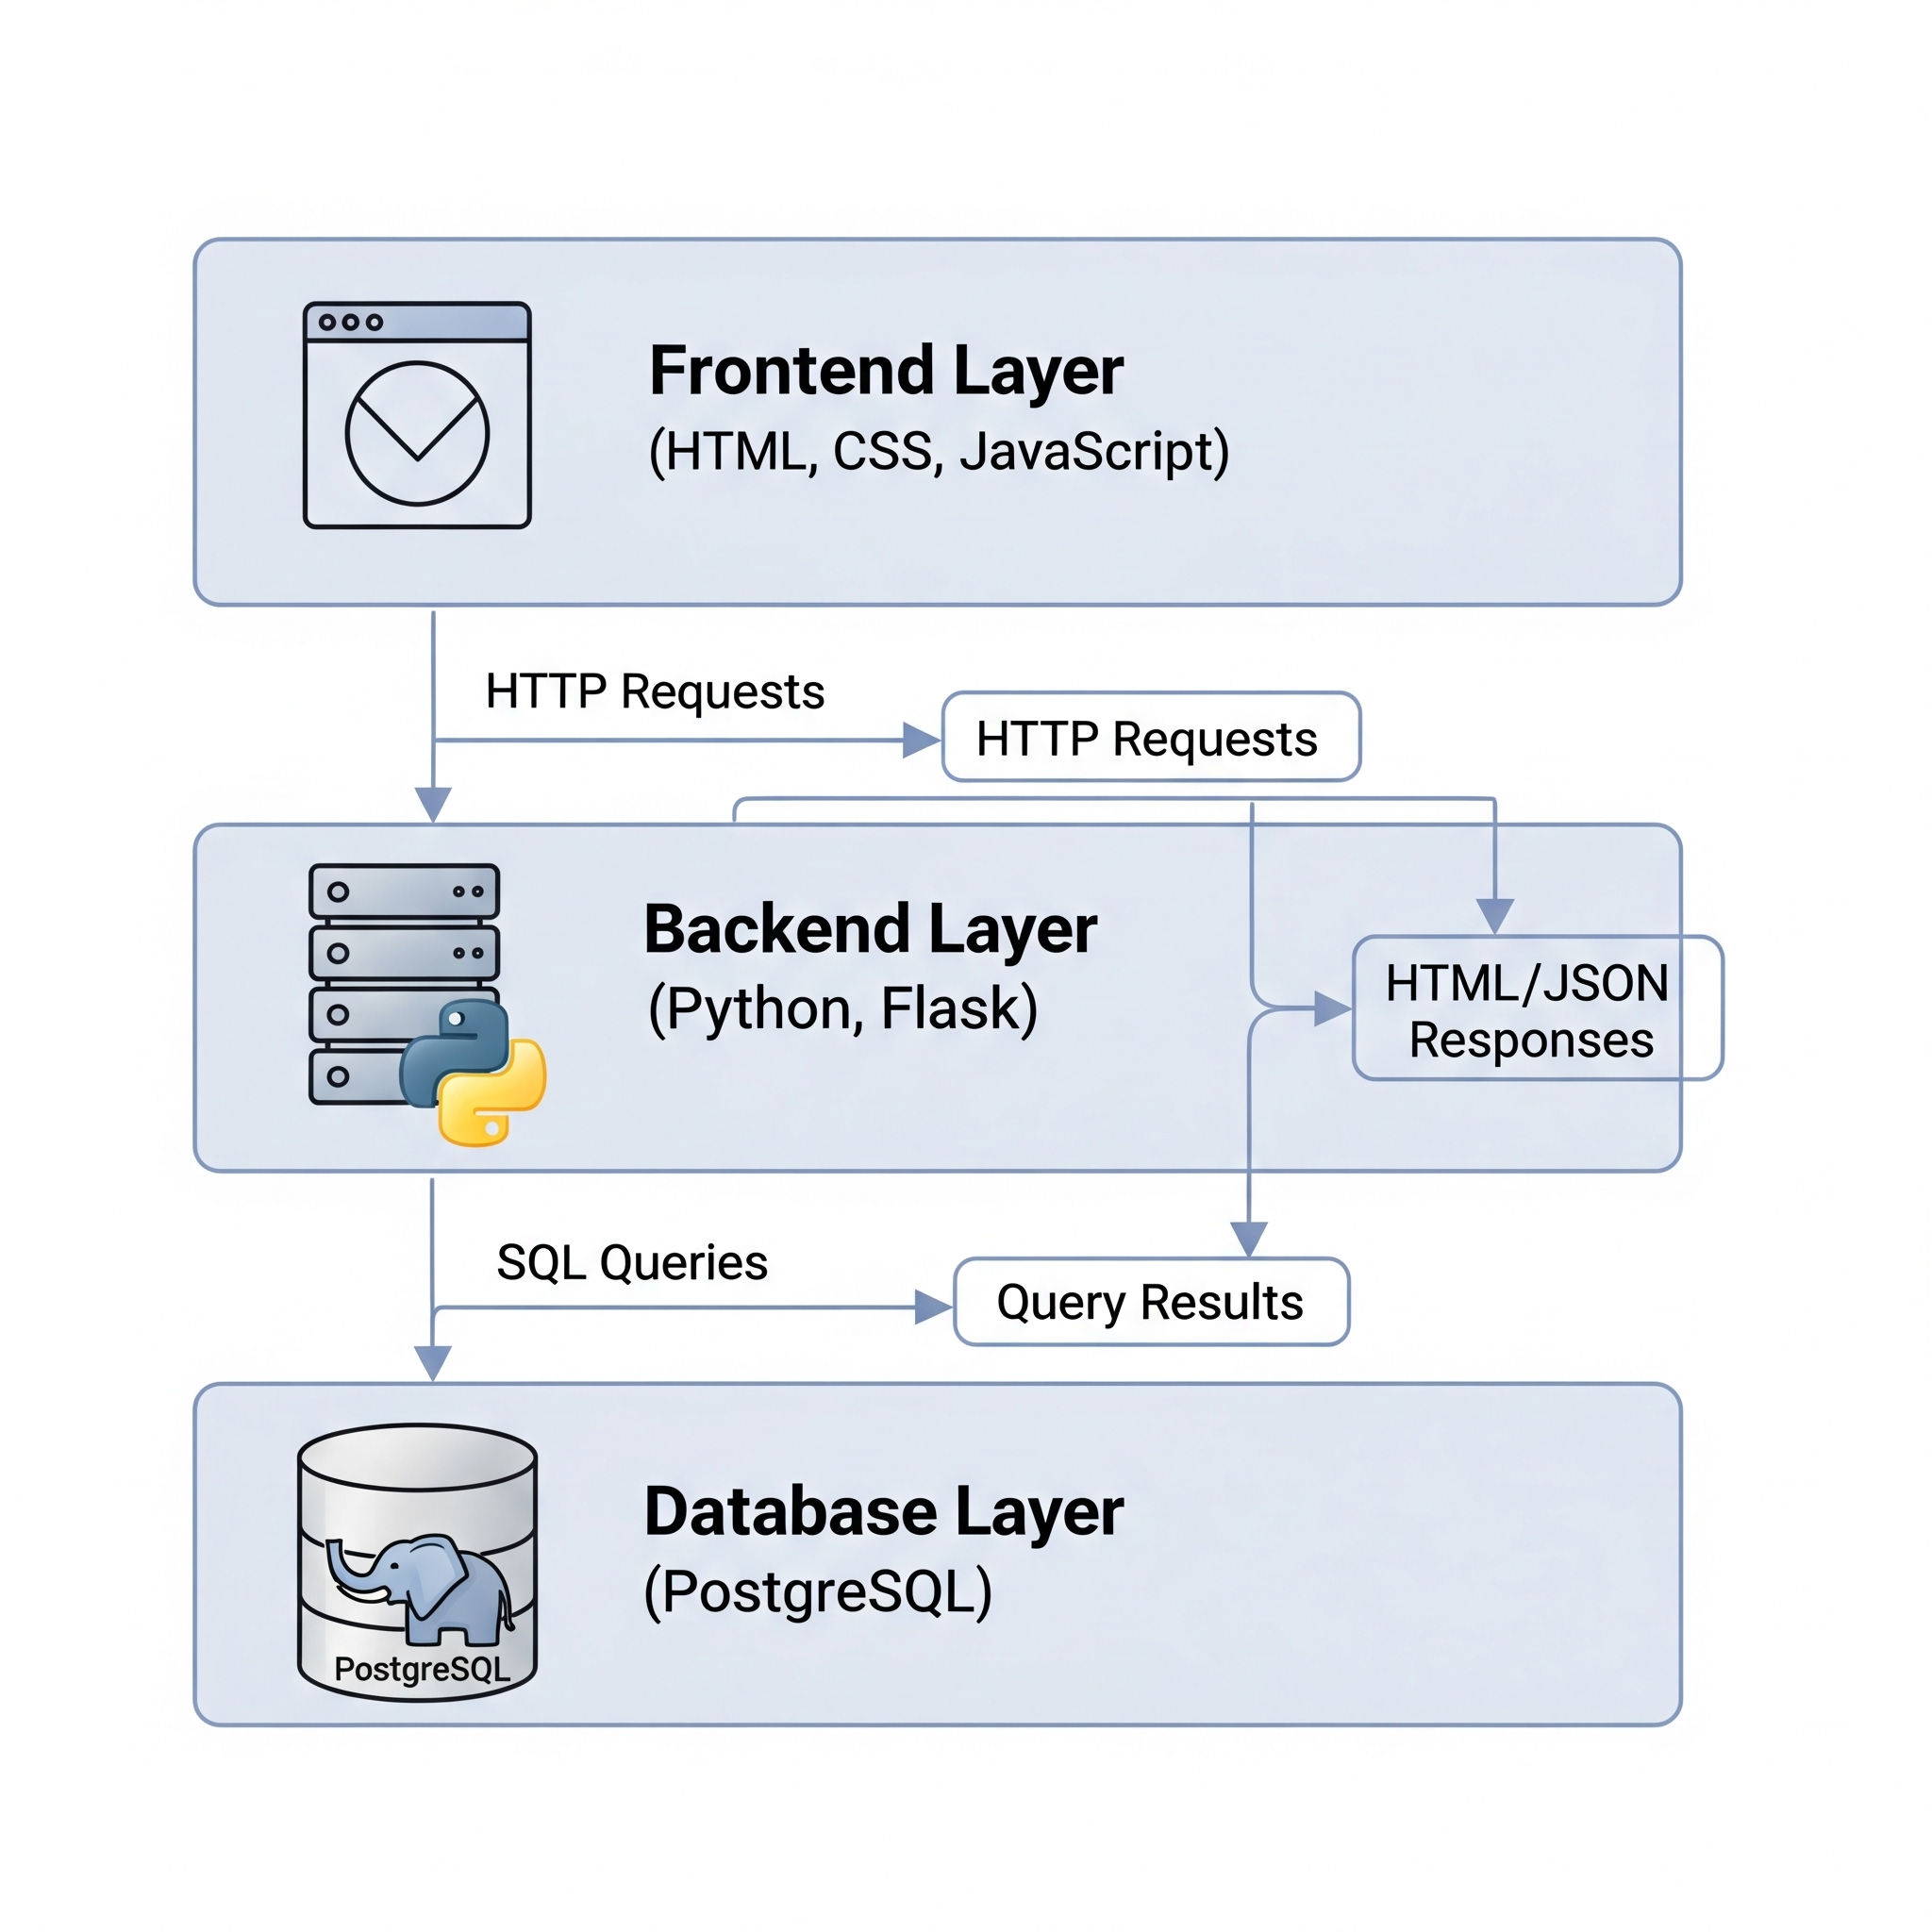 Frontend Layer
(HTML, CSS, JavaScript)
HTTP Requests
HTTP Requests
Backend Layer
(Python, Flask)
HTML/JSON
Responses
SQL Queries
Query Results
Database Layer
(PostgreSQL)
PostgreSQL